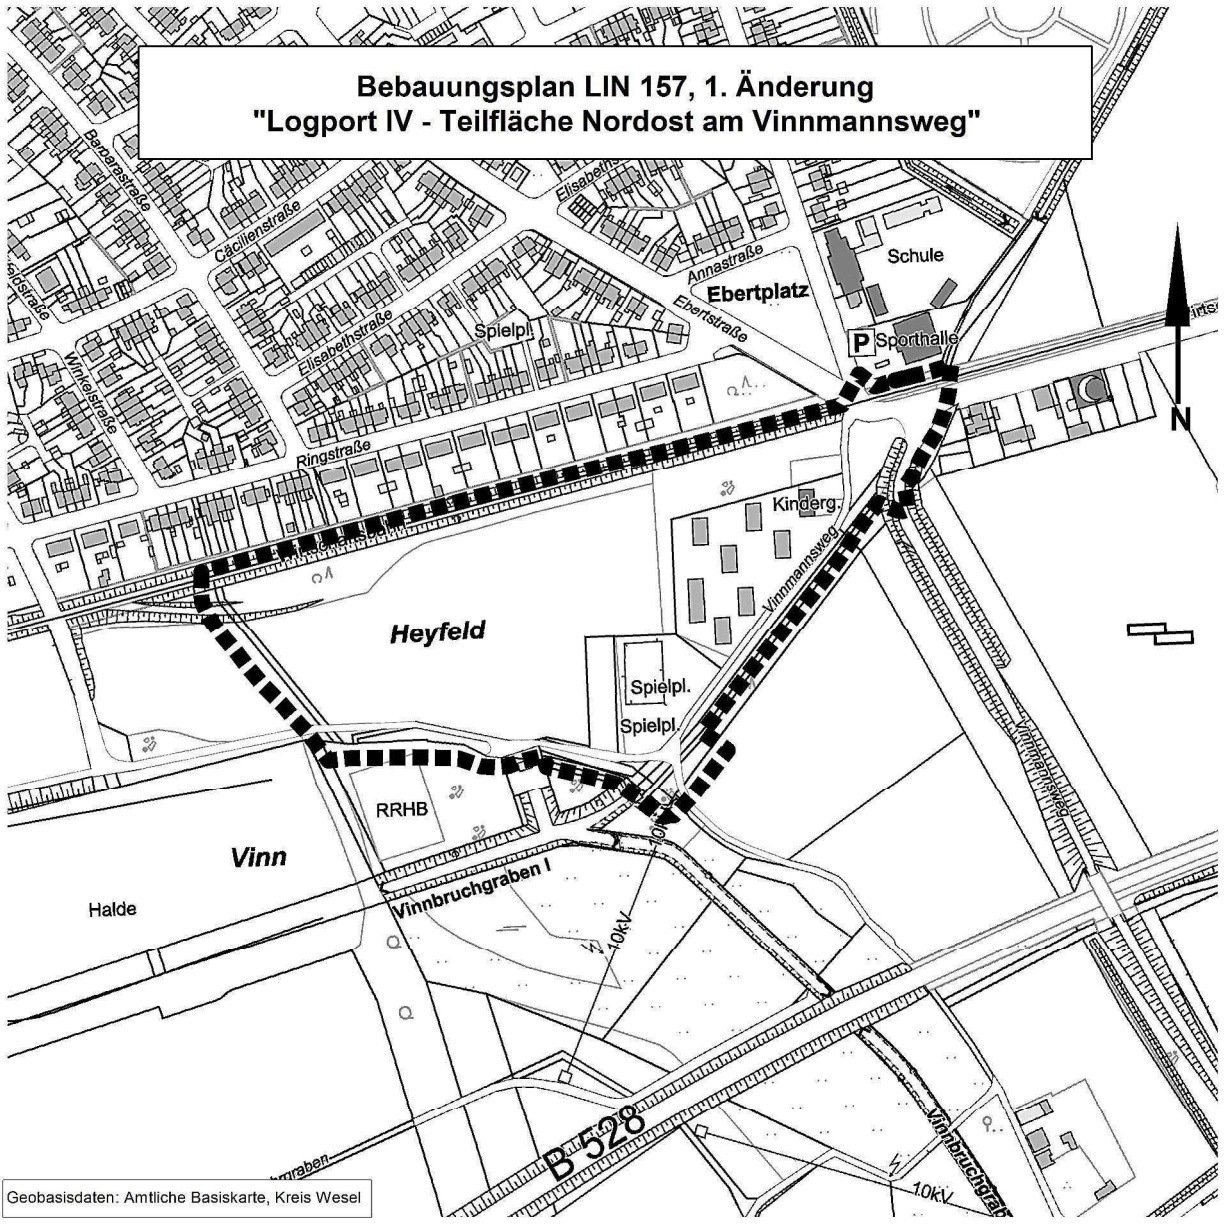 Bebauungsplan LIN 157, 1. Änderung
"Logport IV - Teilfläche Nordost am Vinnmannsweg"
Barbarastraße
Cäcilienstraße
Elisabeths
Annastraße
Schule
Ebertplatz
Ebertstraße
Elisabethstraße
Spielpl.
P
Sporthalle
Winkelstraße
Ringstraße
N
Kinderg.
Vinnmannsweg
Heyfeld
Spielpl.
Spielpl.
Vinnmannsweg
RRHB
10kV
Vinn
Vinnbruchgraben I
Halde
10kV
B 528
Vinnbruchgrab
10kV
Geobasisdaten: Amtliche Basiskarte, Kreis Wesel